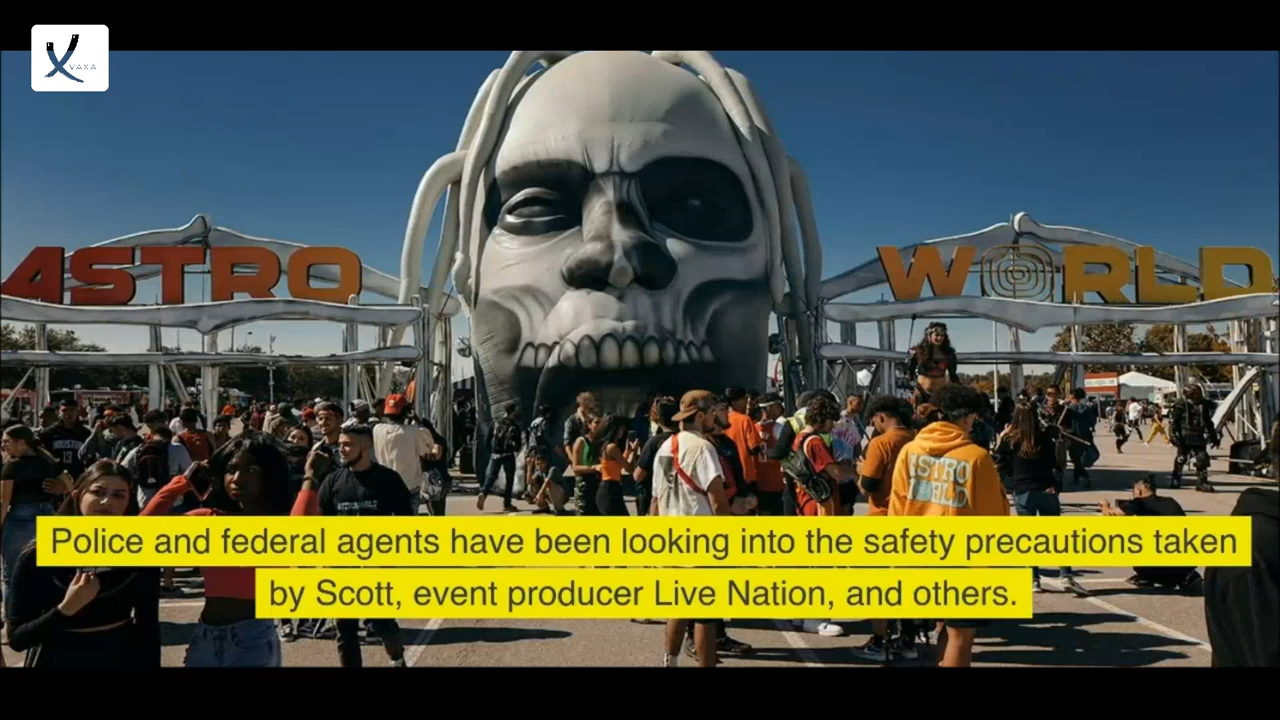 VAXA
ASTRO WORLD
ASTRO
WORLD
Police and federal agents have been looking into the safety precautions taken
by Scott, event producer Live Nation, and others.